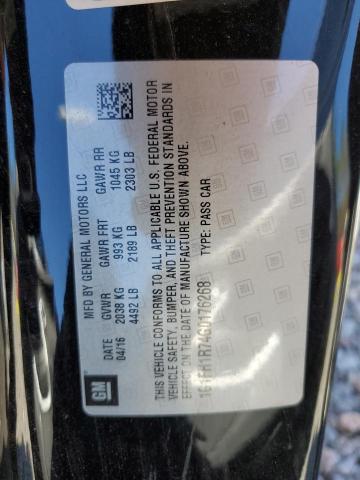 MFD BY GENERAL MOTORS LLC
DATE GVWR GAWR FRT GAWR RR
04/16 2038 KG 993 KG 1045 KG
4492 LB 2189 LB 2303 LB
GM
THIS VEHICLE CONFORMS TO ALL APPLICABLE U.S. FEDERAL MOTOR
VEHICLE SAFETY, BUMPER, AND THEFT PREVENTION STANDARDS IN
EFFECT ON THE DATE OF MANUFACTURE SHOWN ABOVE.
1G1FH1R74G0176268 TYPE: PASS CAR